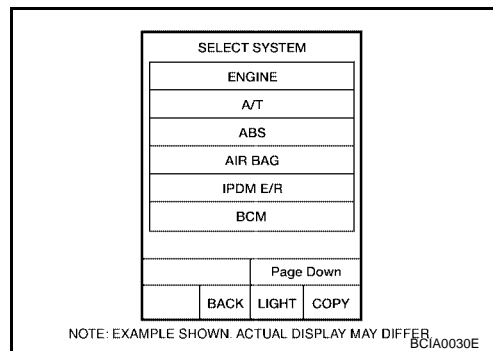 SELECT SYSTEM
ENGINE
A/T
ABS
AIR BAG
IPDM E/R
BCM
Page Down
BACK LIGHT COPY
NOTE: EXAMPLE SHOWN. ACTUAL DISPLAY MAY DIFFER.
BCIA0030E